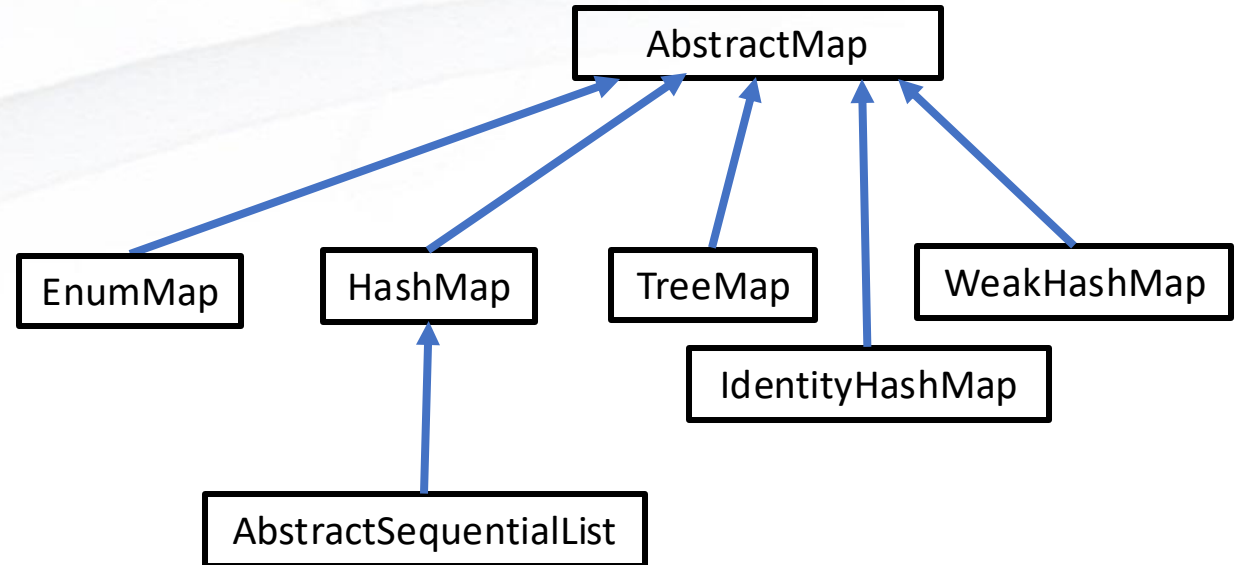 AbstractMap
EnumMap
HashMap
TreeMap
WeakHashMap
IdentityHashMap
AbstractSequentialList